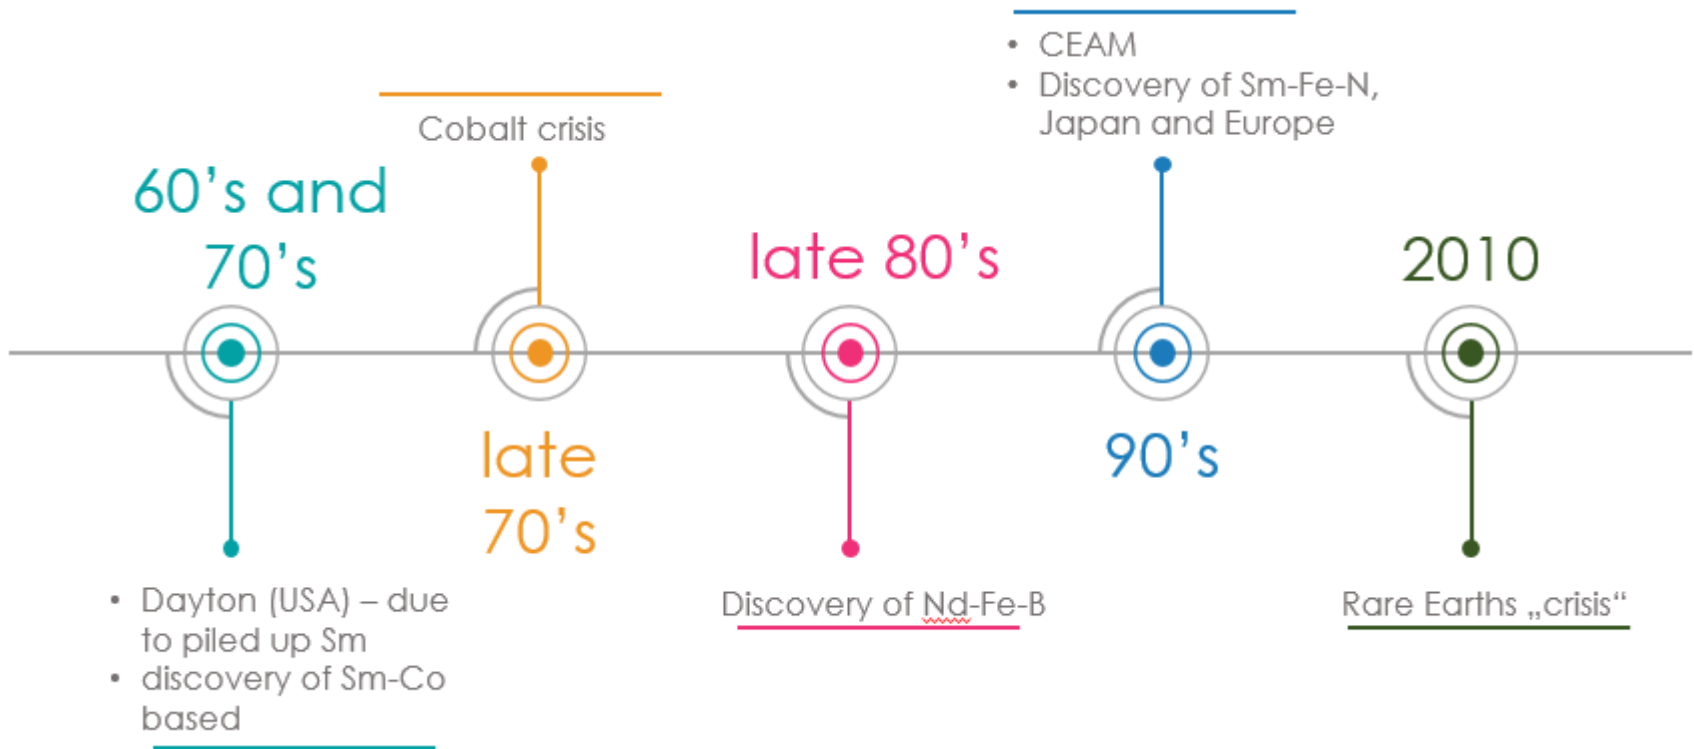 60's and
70's
• Dayton (USA) – due
to piled up Sm
• discovery of Sm-Co
based
Cobalt crisis
late
70's
late 80's
Discovery of Nd-Fe-B
• CEAM
• Discovery of Sm-Fe-N,
Japan and Europe
90's
2010
Rare Earths „crisis“